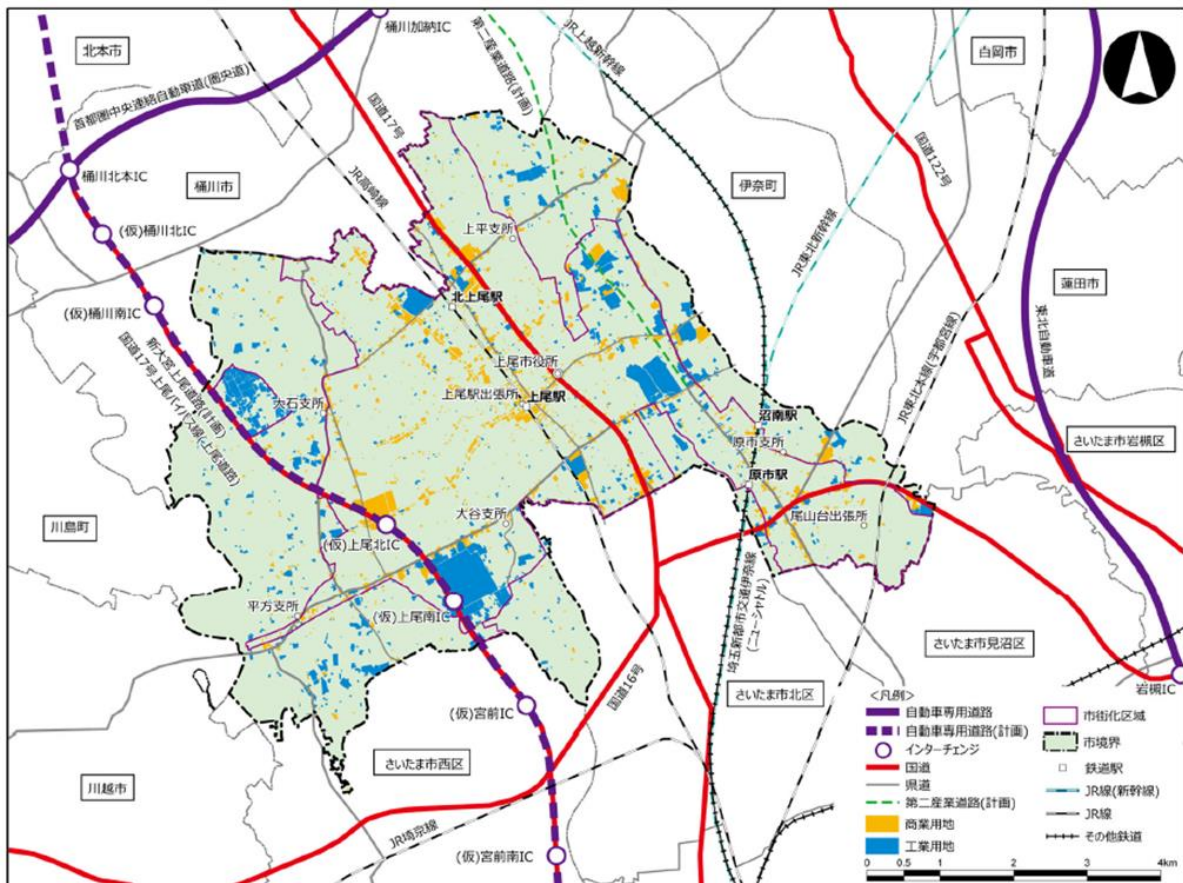 桶川加納IC
北本市
首都圏中央連絡自動車道(圏央道)
国道17号
第二産業道路(計画)
JR上越新幹線
白岡市
桶川北本IC
桶川市
JR高崎線
伊奈町
国道122号
(仮)桶川北IC
上平支所
JR東北新幹線
蓮田市
(仮)桶川南IC
北上尾駅
JR東北本線(宇都宮線)
東北自動車道
新大宮上尾道路(計画)
国道17号上尾バイパス線(上尾道路)
上尾市役所
大石支所
上尾駅出張所
上尾駅
沼南駅
原市支所
さいたま市岩槻区
原市駅
川島町
大谷支所
尾山台出張所
(仮)上尾北IC
平方支所
(仮)上尾南IC
埼玉新都市交通伊奈線
(ニューシャトル)
さいたま市見沼区
国道16号
さいたま市北区
岩槻IC
(仮)宮前IC
さいたま市西区
川越市
JR埼京線
(仮)宮前南IC
<凡例>
自動車専用道路
自動車専用道路(計画)
インターチェンジ
国道
県道
第二産業道路(計画)
商業用地
工業用地
市街化区域
市境界
鉄道駅
JR線(新幹線)
JR線
その他鉄道
0 0.5 1 2 3 4km